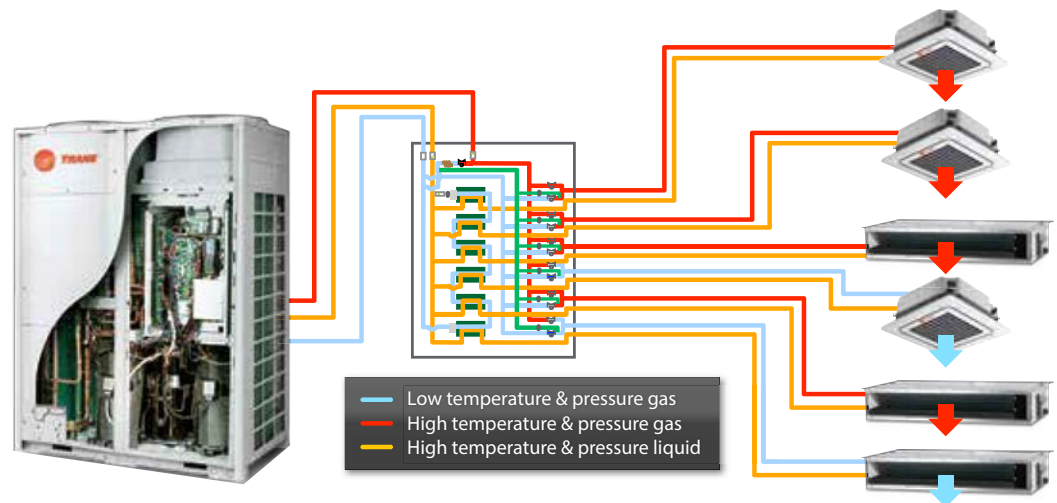 TRANE
Low temperature & pressure gas
High temperature & pressure gas
High temperature & pressure liquid